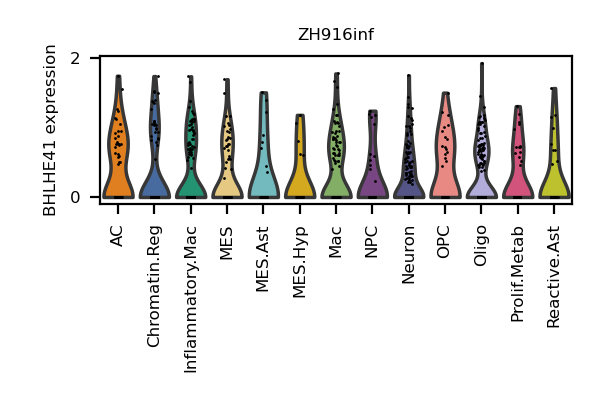 ZH916inf
BHLHE41 expression
2
0
AC
Chromatin.Reg
Inflammatory.Mac
MES
MES.Ast
MES.Hyp
Mac
NPC
Neuron
OPC
Oligo
Prolif.Metab
Reactive.Ast